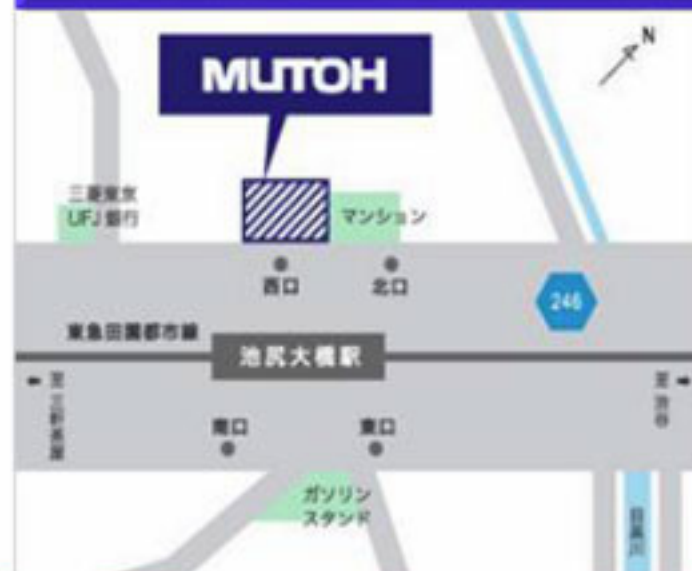 N
MUTOH
三菱東京
UFJ銀行
マンション
西口
北口
246
東急田園都市線
池尻大橋駅
至 三軒茶屋
至 渋谷
南口
東口
ガソリン
スタンド
目黒川